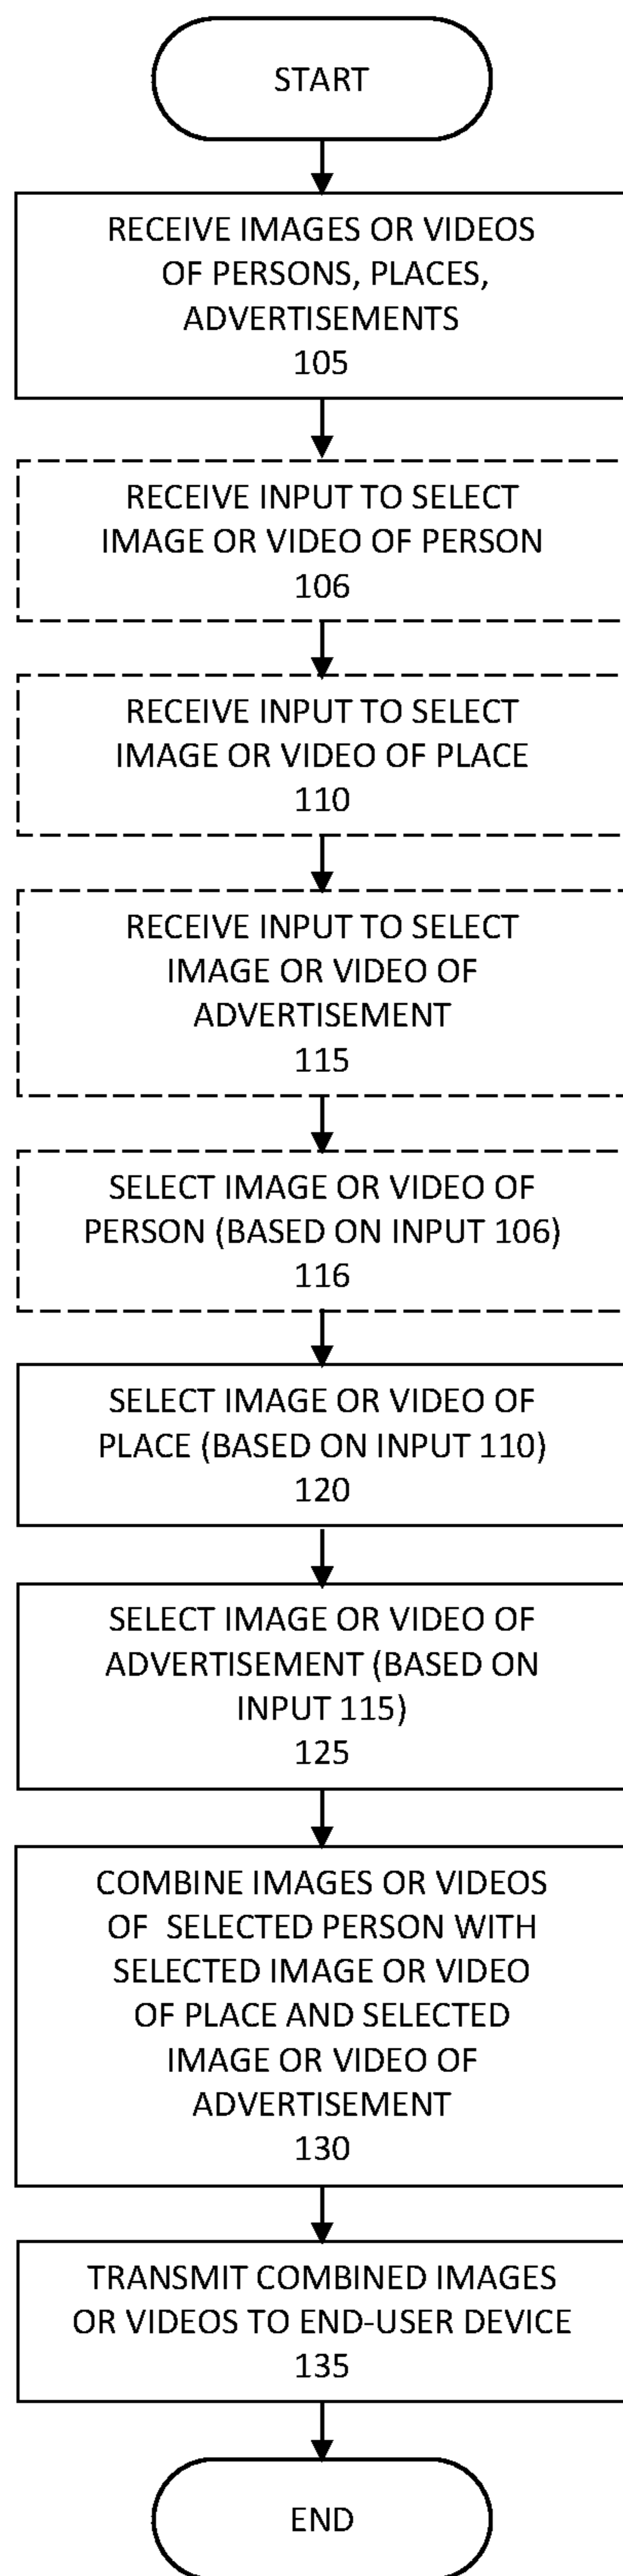 START
RECEIVE IMAGES OR VIDEOS
OF PERSONS, PLACES,
ADVERTISEMENTS
105
RECEIVE INPUT TO SELECT
IMAGE OR VIDEO OF PERSON
106
RECEIVE INPUT TO SELECT
IMAGE OR VIDEO OF PLACE
110
RECEIVE INPUT TO SELECT
IMAGE OR VIDEO OF
ADVERTISEMENT
115
SELECT IMAGE OR VIDEO OF
PERSON (BASED ON INPUT 106)
116
SELECT IMAGE OR VIDEO OF
PLACE (BASED ON INPUT 110)
120
SELECT IMAGE OR VIDEO OF
ADVERTISEMENT (BASED ON
INPUT 115)
125
COMBINE IMAGES OR VIDEOS
OF SELECTED PERSON WITH
SELECTED IMAGE OR VIDEO
OF PLACE AND SELECTED
IMAGE OR VIDEO OF
ADVERTISEMENT
130
TRANSMIT COMBINED IMAGES
OR VIDEOS TO END-USER DEVICE
135
END